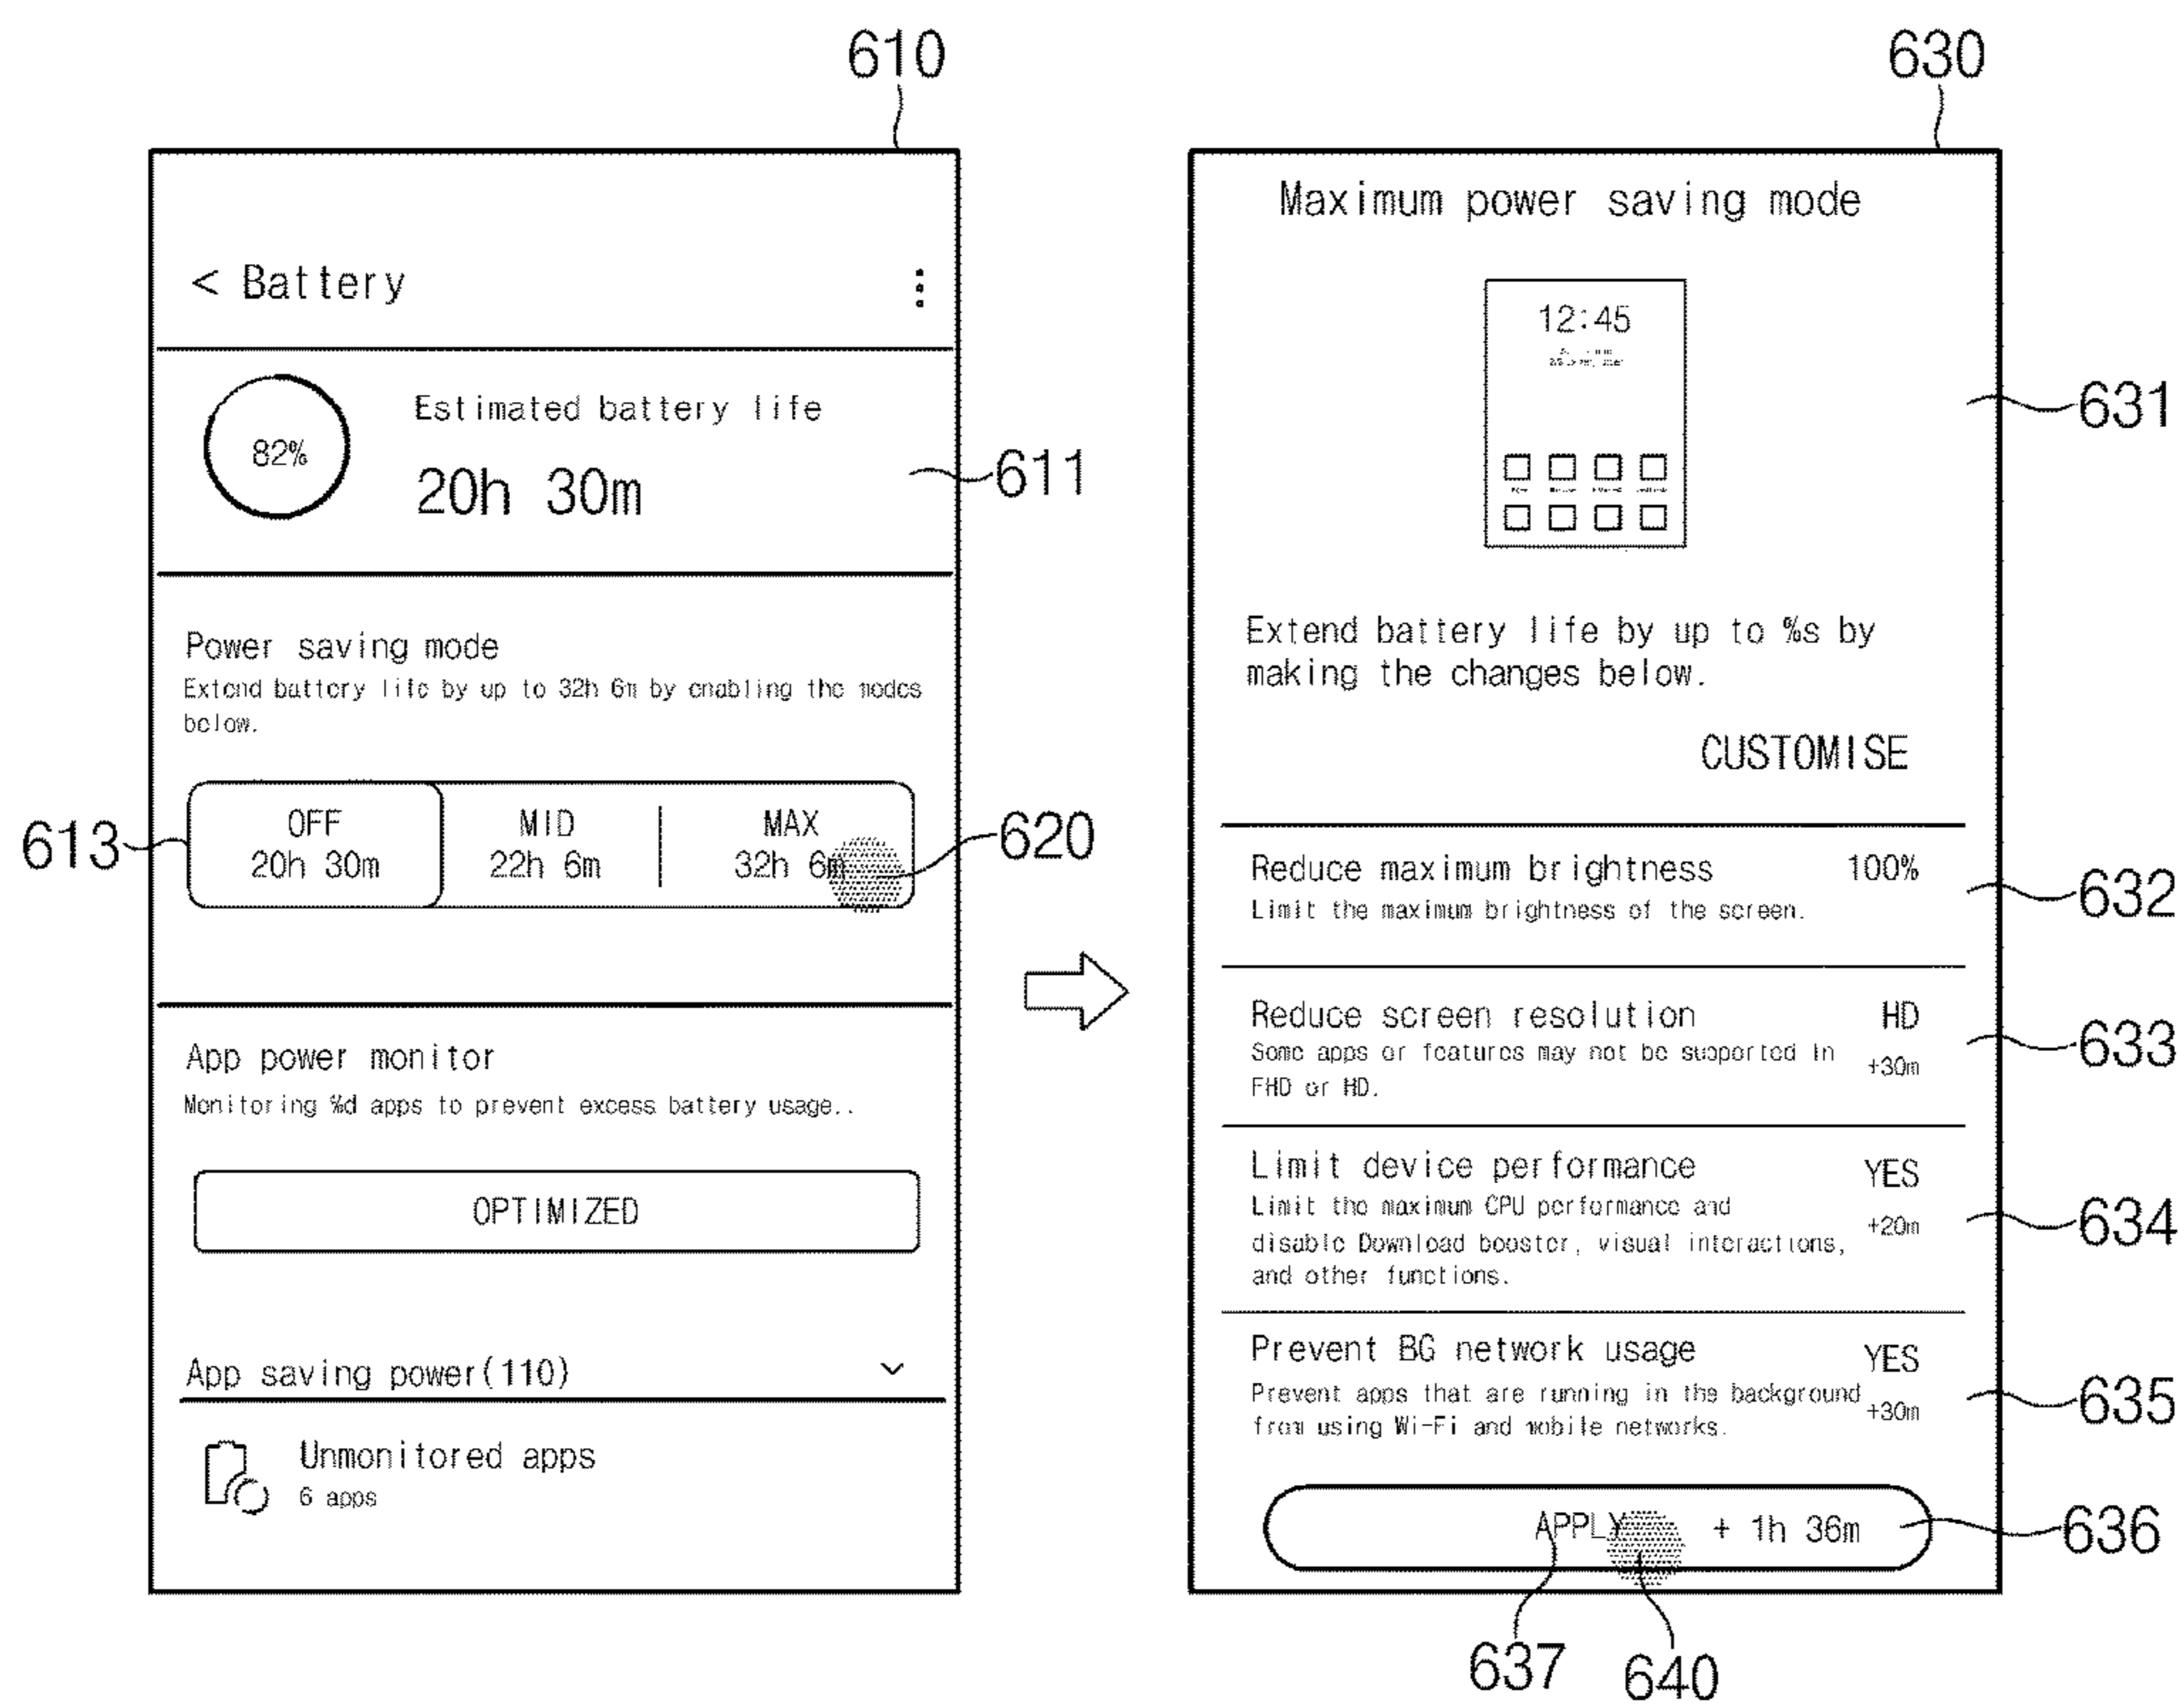 610
< Battery
82%
Estimated battery life
20h 30m
611
Power saving mode
Extend battery life by up to 32h 6m by enabling the modes
below.
613
OFF
20h 30m
MID
22h 6m
MAX
32h 6m
620
App power monitor
Monitoring %d apps to prevent excess battery usage..
OPTIMIZED
App saving power(110)
Unmonitored apps
6 apps
630
Maximum power saving mode
12:45
631
Extend battery life by up to %s by
making the changes below.
CUSTOMISE
Reduce maximum brightness 100%
Limit the maximum brightness of the screen.
632
Reduce screen resolution HD
Some apps or features may not be supported in
FHD or HD.
+30m
633
Limit device performance YES
Limit the maximum CPU performance and
disable Download booster, visual interactions,
and other functions.
+20m
634
Prevent BG network usage YES
Prevent apps that are running in the background
from using Wi-Fi and mobile networks.
+30m
635
APPLY + 1h 36m
636
637
640